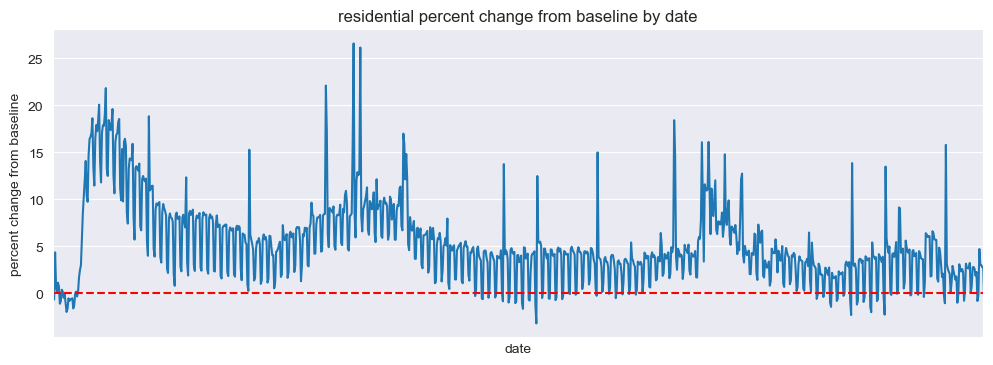 residential percent change from baseline by date
percent change from baseline
25
20
15
10
5
0
date